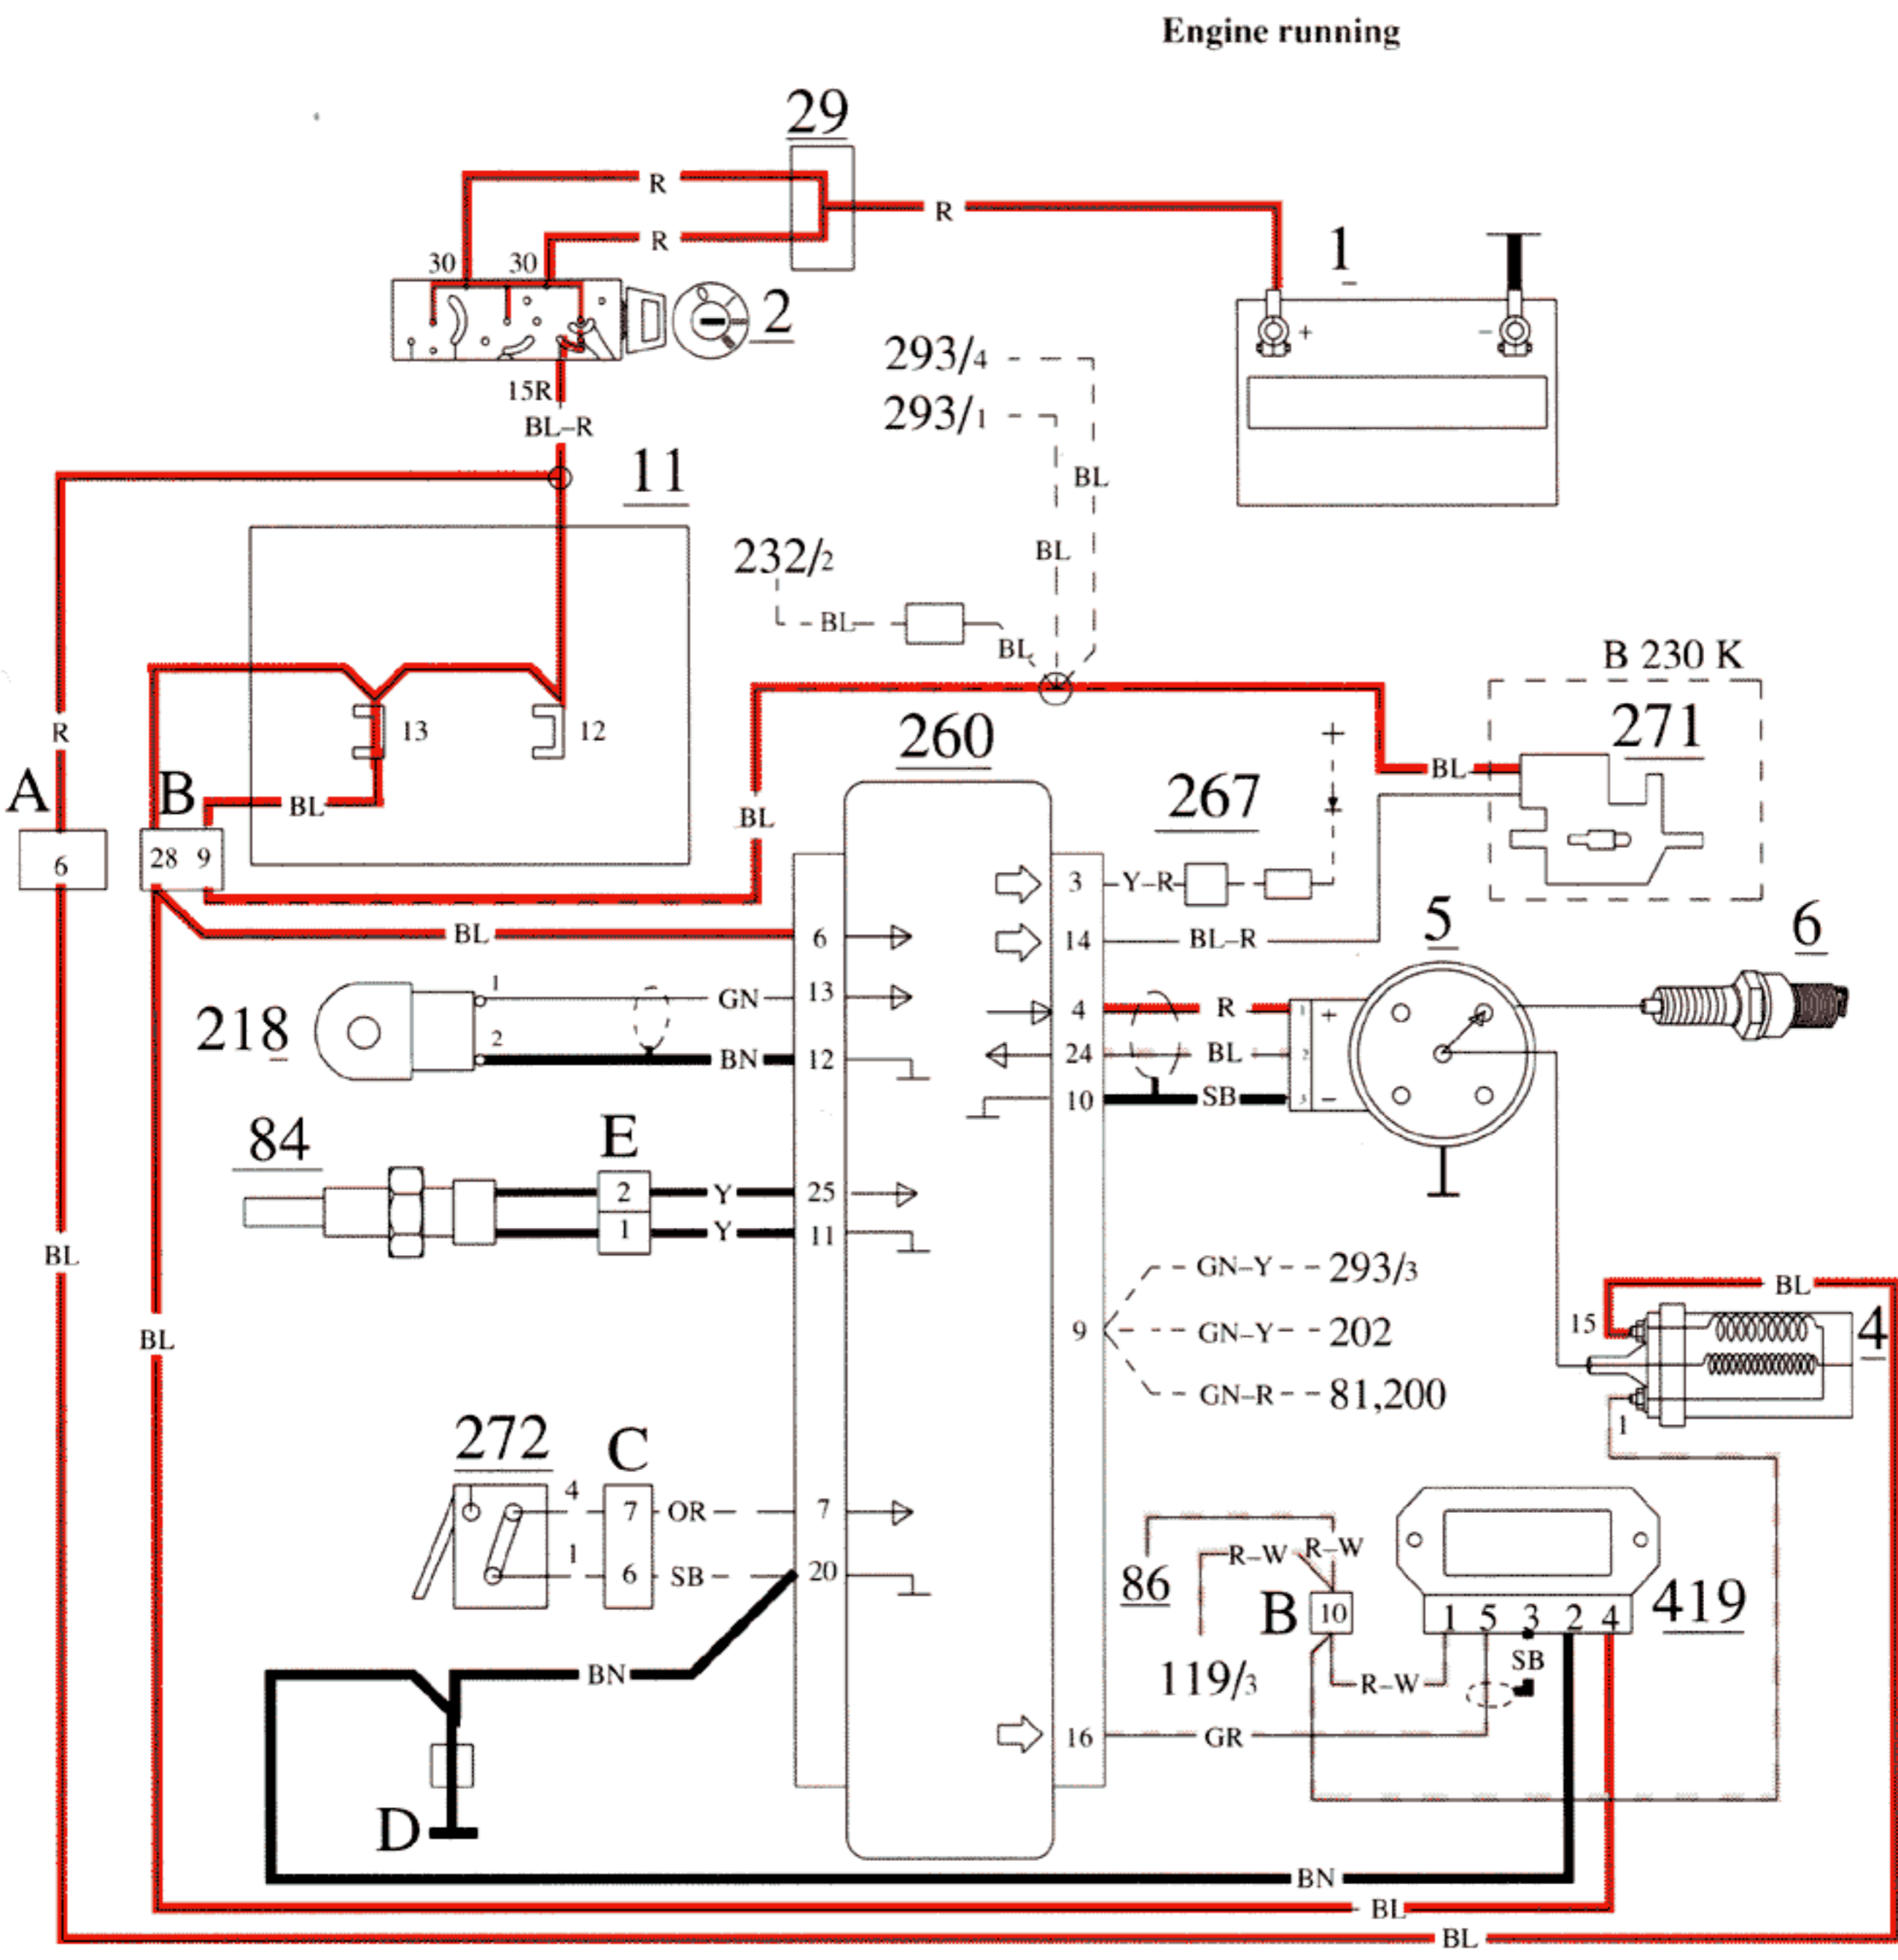 Engine running
29
R
R
R
30 30
1
+ −
2
15R
BL–R
293/4
293/1
11
BL
BL
232/2
BL
BL
B 230 K
271
13 12
R
260
BL
267
+
A B
BL
BL
6
28 9
3 Y–R
5
6
BL
6
14 BL–R
218
1
GN
13
4 R 1 +
2
BN
12
24 BL 2
10 SB 3 −
84
E
2 Y 25
1 Y 11
BL
GN–Y 293/3
9 GN–Y 202
GN–R 81,200
BL
15
4
1
BL
272
C
4 7 OR 7
1 6 SB 20
R–W R–W
86
B 10
1 5 3 2 4
419
SB
BN
119/3
R–W
16 GR
D
BN
BL
BL